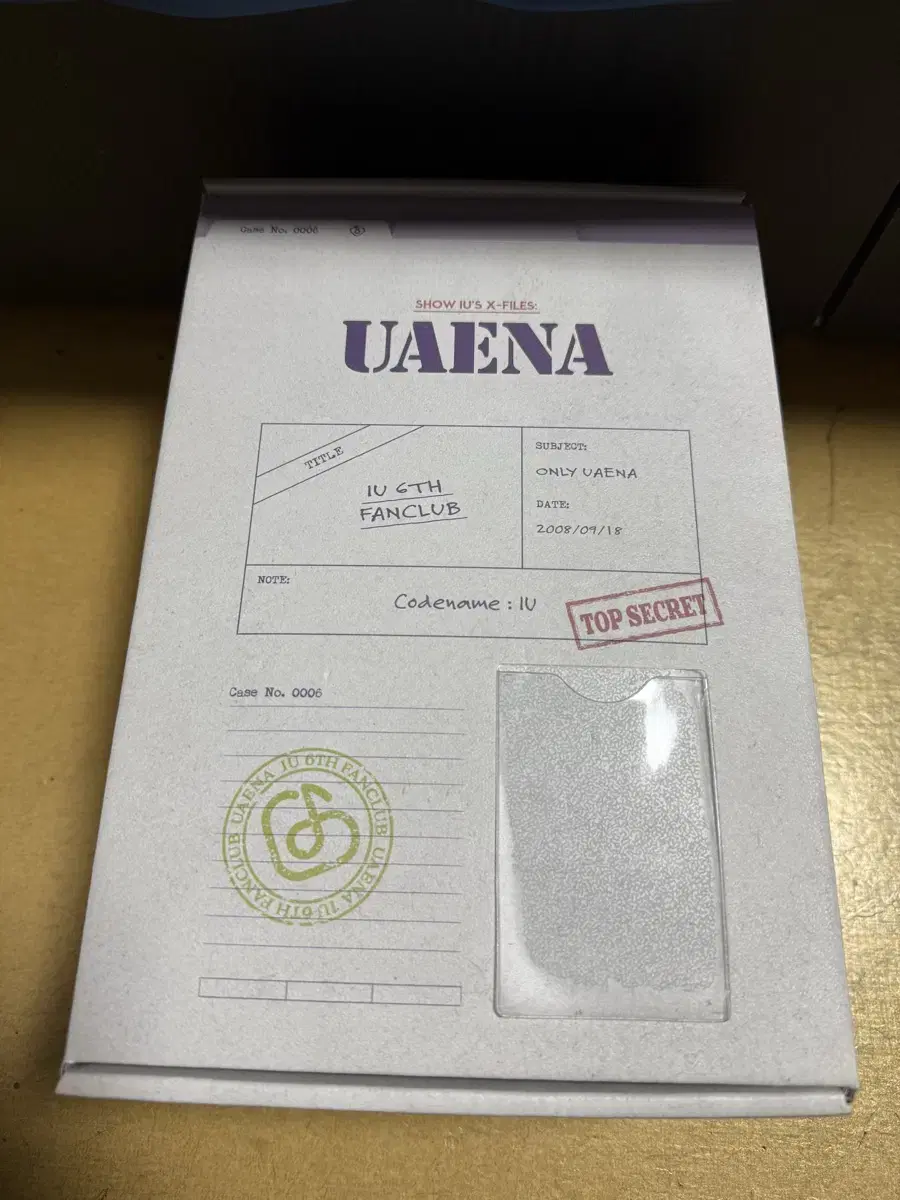 Case No. 0006
SHOW IU'S X-FILES:
UAENA
TITLE
IU 6TH
FANCLUB
SUBJECT:
ONLY UAENA
DATE:
2008/09/18
NOTE:
Codename : IU
TOP SECRET
Case No. 0006
UAENA IU 6TH FANCLUB UAENA IU 6TH FANCLUB